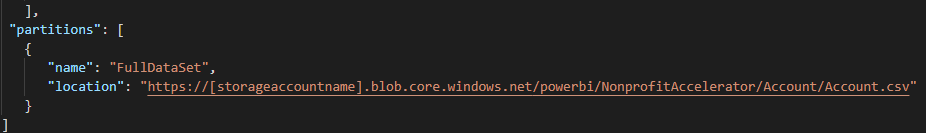 ],
"partitions": [
{
"name": "FullDataSet",
"location": "https://[storageaccountname].blob.core.windows.net/powerbi/NonprofitAccelerator/Account/Account.csv"
}
]